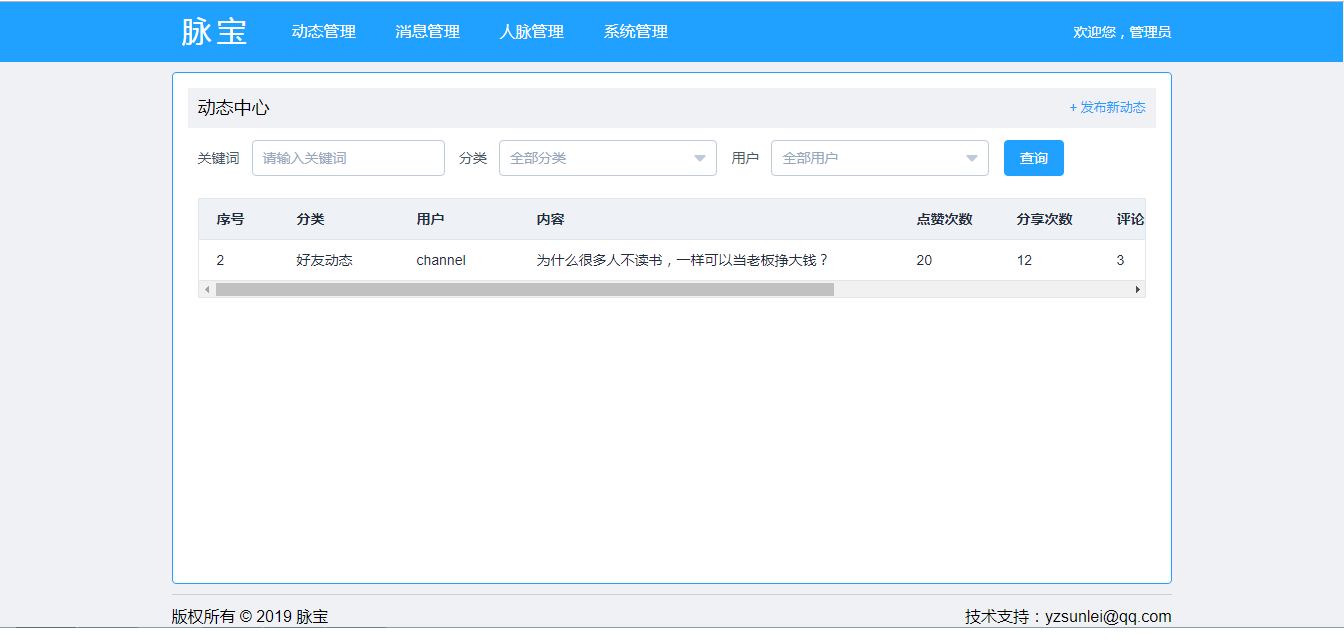 脉宝 动态管理 消息管理 人脉管理 系统管理 欢迎您，管理员
动态中心 + 发布新动态
关键词 请输入关键词 分类 全部分类 用户 全部用户 查询
序号 分类 用户 内容 点赞次数 分享次数 评论
2 好友动态 channel 为什么很多人不读书，一样可以当老板挣大钱？ 20 12 3
版权所有 © 2019 脉宝 技术支持：yzsunlei@qq.com